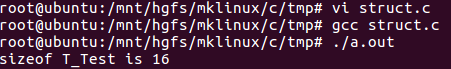 root@ubuntu:/mnt/hgfs/mklinux/c/tmp# vi struct.c
root@ubuntu:/mnt/hgfs/mklinux/c/tmp# gcc struct.c
root@ubuntu:/mnt/hgfs/mklinux/c/tmp# ./a.out
sizeof T_Test is 16